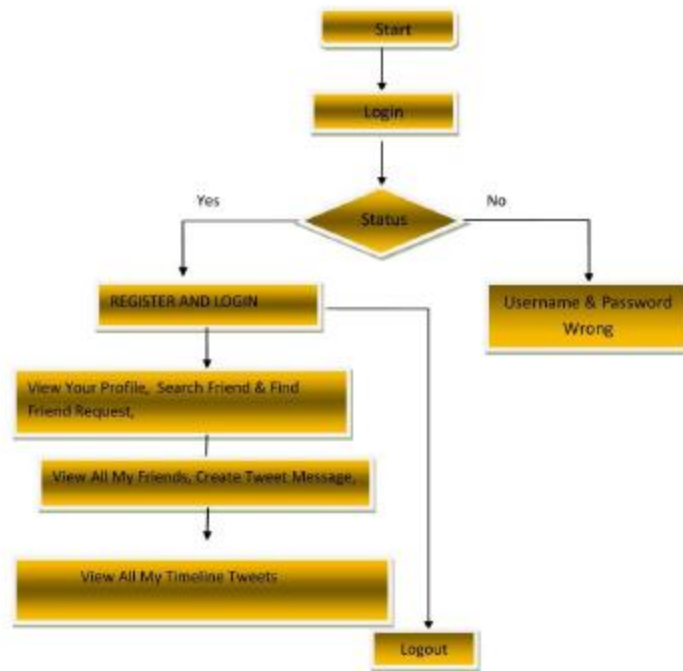 Start
Login
Status
Yes
No
REGISTER AND LOGIN
Username & Password
Wrong
View Your Profile, Search Friend & Find
Friend Request,
View All My Friends, Create Tweet Message,
View All My Timeline Tweets
Logout